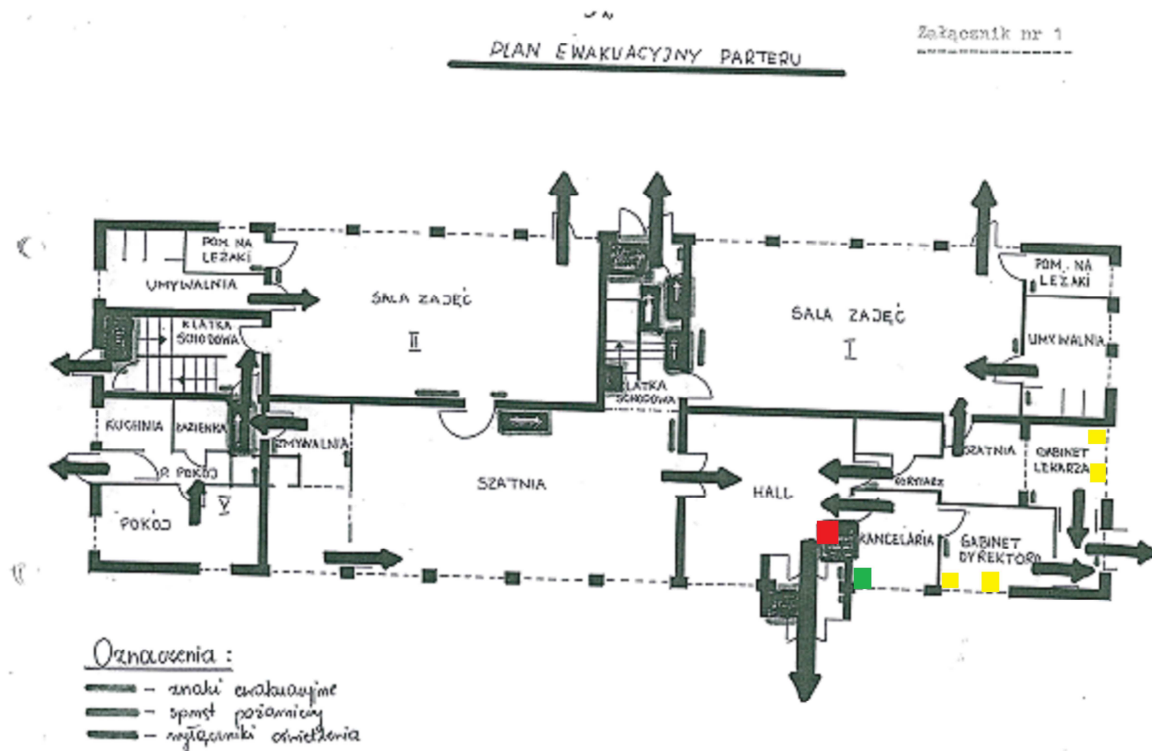 Załącznik nr 1
PLAN EWAKUACYJNY PARTERU
POM. NA
LEŻAKI
UMYWALNIA
SALA ZAJĘĆ
II
KLATKA
SCHODOWA
SALA ZAJĘĆ
I
POM. NA
LEŻAKI
UMYWALNIA
KLATKA
SCHODOWA
KUCHNIA
ŁAZIENKA
UMYWALNIA
P. POKÓJ
POKÓJ
V
SZATNIA
HALL
KORYTARZ
SZATNIA
GABINET
LEKARZA
KANCELARIA
GABINET
DYREKTORA
Oznaczenia :
– znaki ewakuacyjne
– sprzęt pożarniczy
– wyłączniki oświetlenia